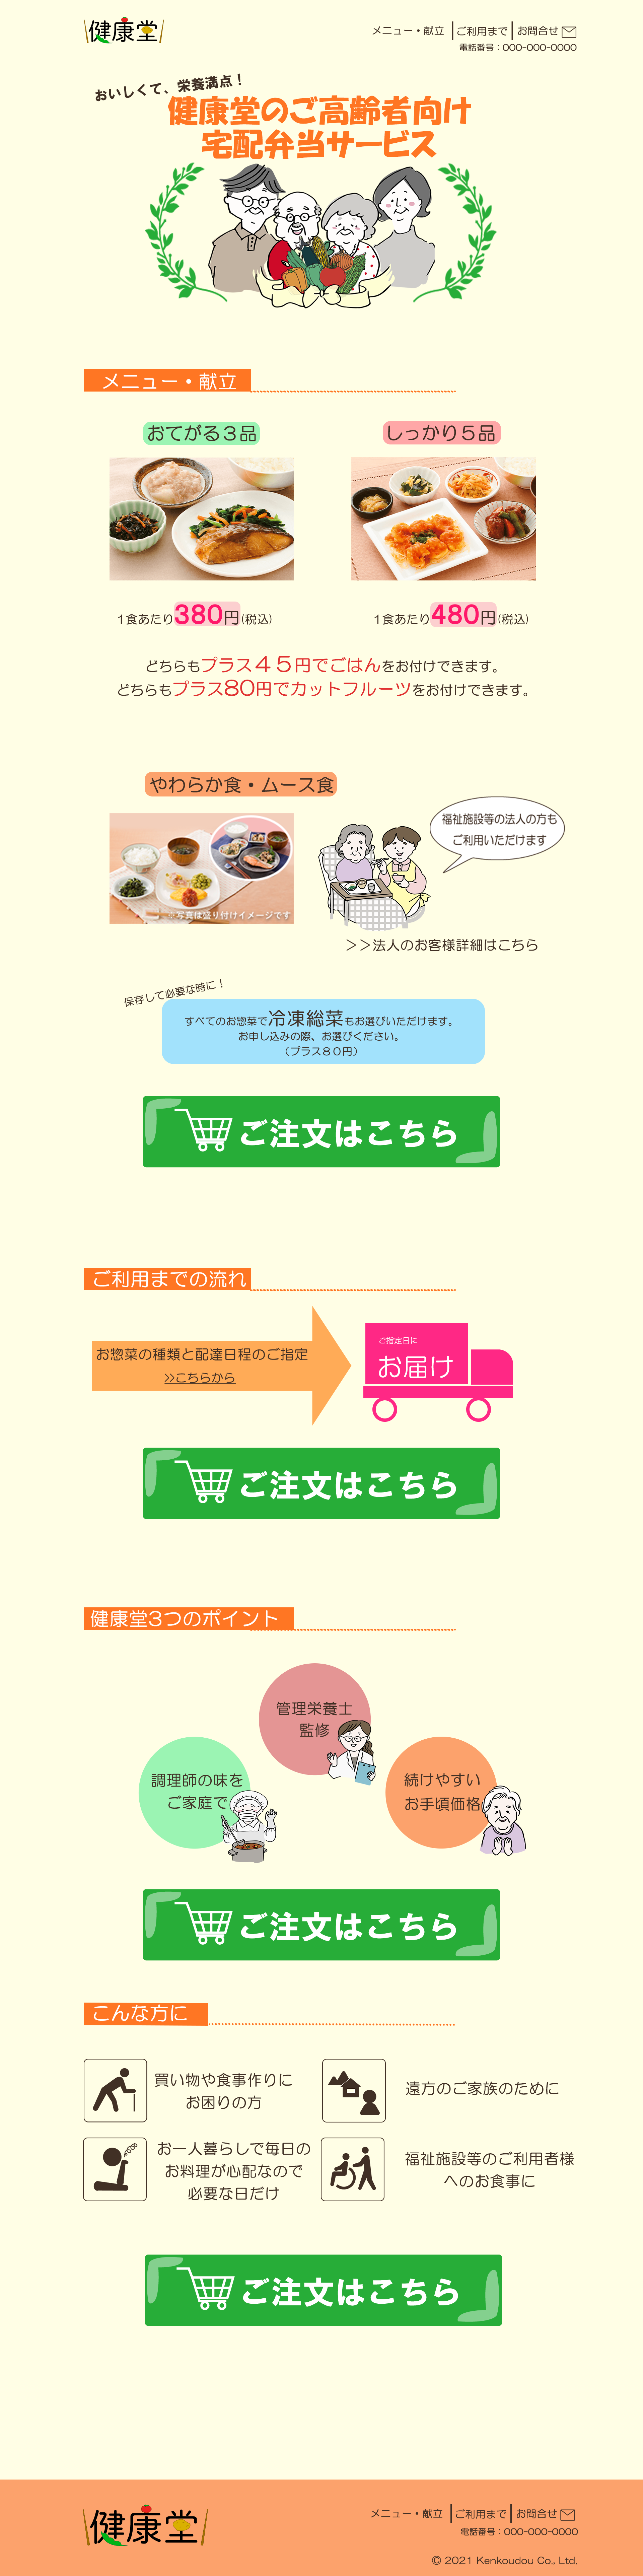 健康堂
メニュー・献立
ご利用まで
お問合せ
電話番号：000-000-0000
おいしくて、栄養満点！
健康堂のご高齢者向け
宅配弁当サービス
メニュー・献立
おてがる３品
しっかり５品
１食あたり380円(税込)
１食あたり480円(税込)
どちらもプラス４５円でごはんをお付けできます。
どちらもプラス80円でカットフルーツをお付けできます。
やわらか食・ムース食
※写真は盛り付けイメージです
福祉施設等の法人の方も
ご利用いただけます
＞＞法人のお客様詳細はこちら
保存して必要な時に！
すべてのお惣菜で冷凍総菜もお選びいただけます。
お申し込みの際、お選びください。
（プラス８０円）
ご注文はこちら
ご利用までの流れ
お惣菜の種類と配達日程のご指定
>>こちらから
ご指定日に
お届け
ご注文はこちら
健康堂3つのポイント
管理栄養士
監修
調理師の味を
ご家庭で
続けやすい
お手頃価格
ご注文はこちら
こんな方に
買い物や食事作りに
お困りの方
遠方のご家族のために
お一人暮らしで毎日の
お料理が心配なので
必要な日だけ
福祉施設等のご利用者様
へのお食事に
ご注文はこちら
健康堂
メニュー・献立
ご利用まで
お問合せ
電話番号：000-000-0000
© 2021 Kenkoudou Co., Ltd.